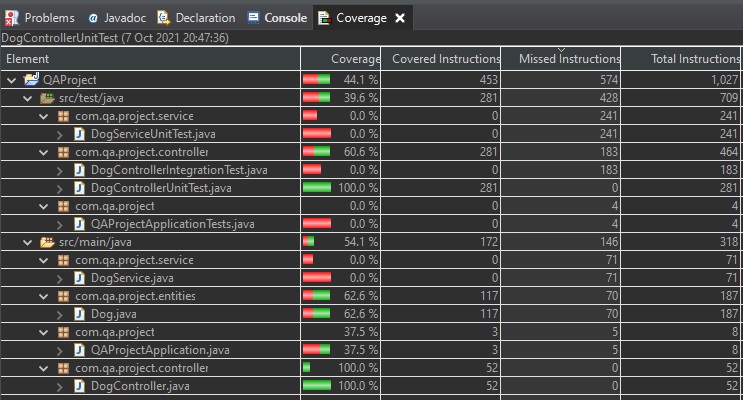 Problems Javadoc Declaration Console Coverage
DogControllerUnitTest (7 Oct 2021 20:47:36)
Element Coverage Covered Instructions Missed Instructions Total Instructions
QAProject 44.1 % 453 574 1,027
src/test/java 39.6 % 281 428 709
com.qa.project.service 0.0 % 0 241 241
DogServiceUnitTest.java 0.0 % 0 241 241
com.qa.project.controller 60.6 % 281 183 464
DogControllerIntegrationTest.java 0.0 % 0 183 183
DogControllerUnitTest.java 100.0 % 281 0 281
com.qa.project 0.0 % 0 4 4
QAProjectApplicationTests.java 0.0 % 0 4 4
src/main/java 54.1 % 172 146 318
com.qa.project.service 0.0 % 0 71 71
DogService.java 0.0 % 0 71 71
com.qa.project.entities 62.6 % 117 70 187
Dog.java 62.6 % 117 70 187
com.qa.project 37.5 % 3 5 8
QAProjectApplication.java 37.5 % 3 5 8
com.qa.project.controller 100.0 % 52 0 52
DogController.java 100.0 % 52 0 52